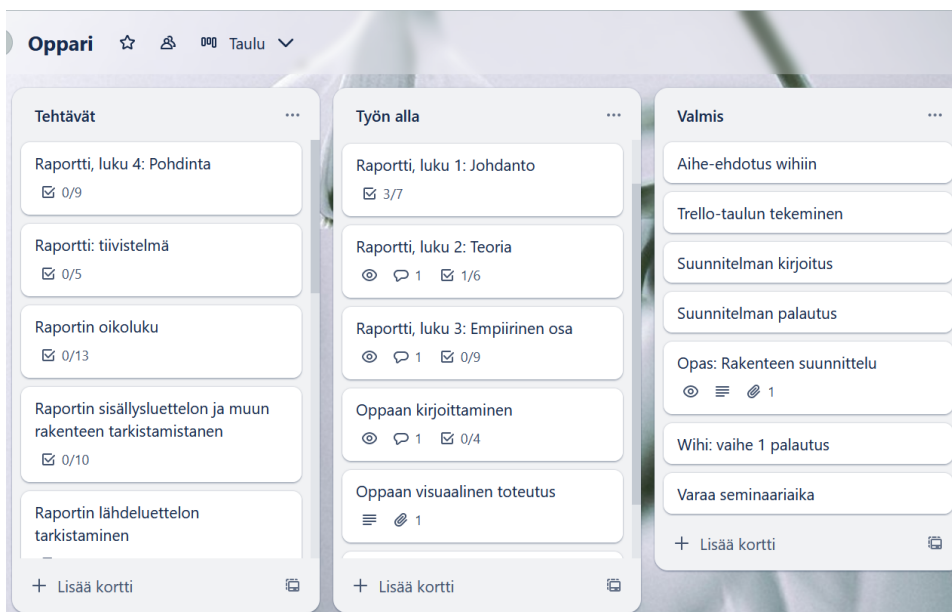 Oppari
Taulu
Tehtävät
Raportti, luku 4: Pohdinta
0/9
Raportti: tiivistelmä
0/5
Raportin oikoluku
0/13
Raportin sisällysluettelon ja muun
rakenteen tarkistamistanen
0/10
Raportin lähdeluettelon
tarkistaminen
+ Lisää kortti
Työn alla
Raportti, luku 1: Johdanto
3/7
Raportti, luku 2: Teoria
1 1/6
Raportti, luku 3: Empiirinen osa
1 0/9
Oppaan kirjoittaminen
1 0/4
Oppaan visuaalinen toteutus
1
+ Lisää kortti
Valmis
Aihe-ehdotus wihiin
Trello-taulun tekeminen
Suunnitelman kirjoitus
Suunnitelman palautus
Opas: Rakenteen suunnittelu
1
Wihi: vaihe 1 palautus
Varaa seminaariaika
+ Lisää kortti